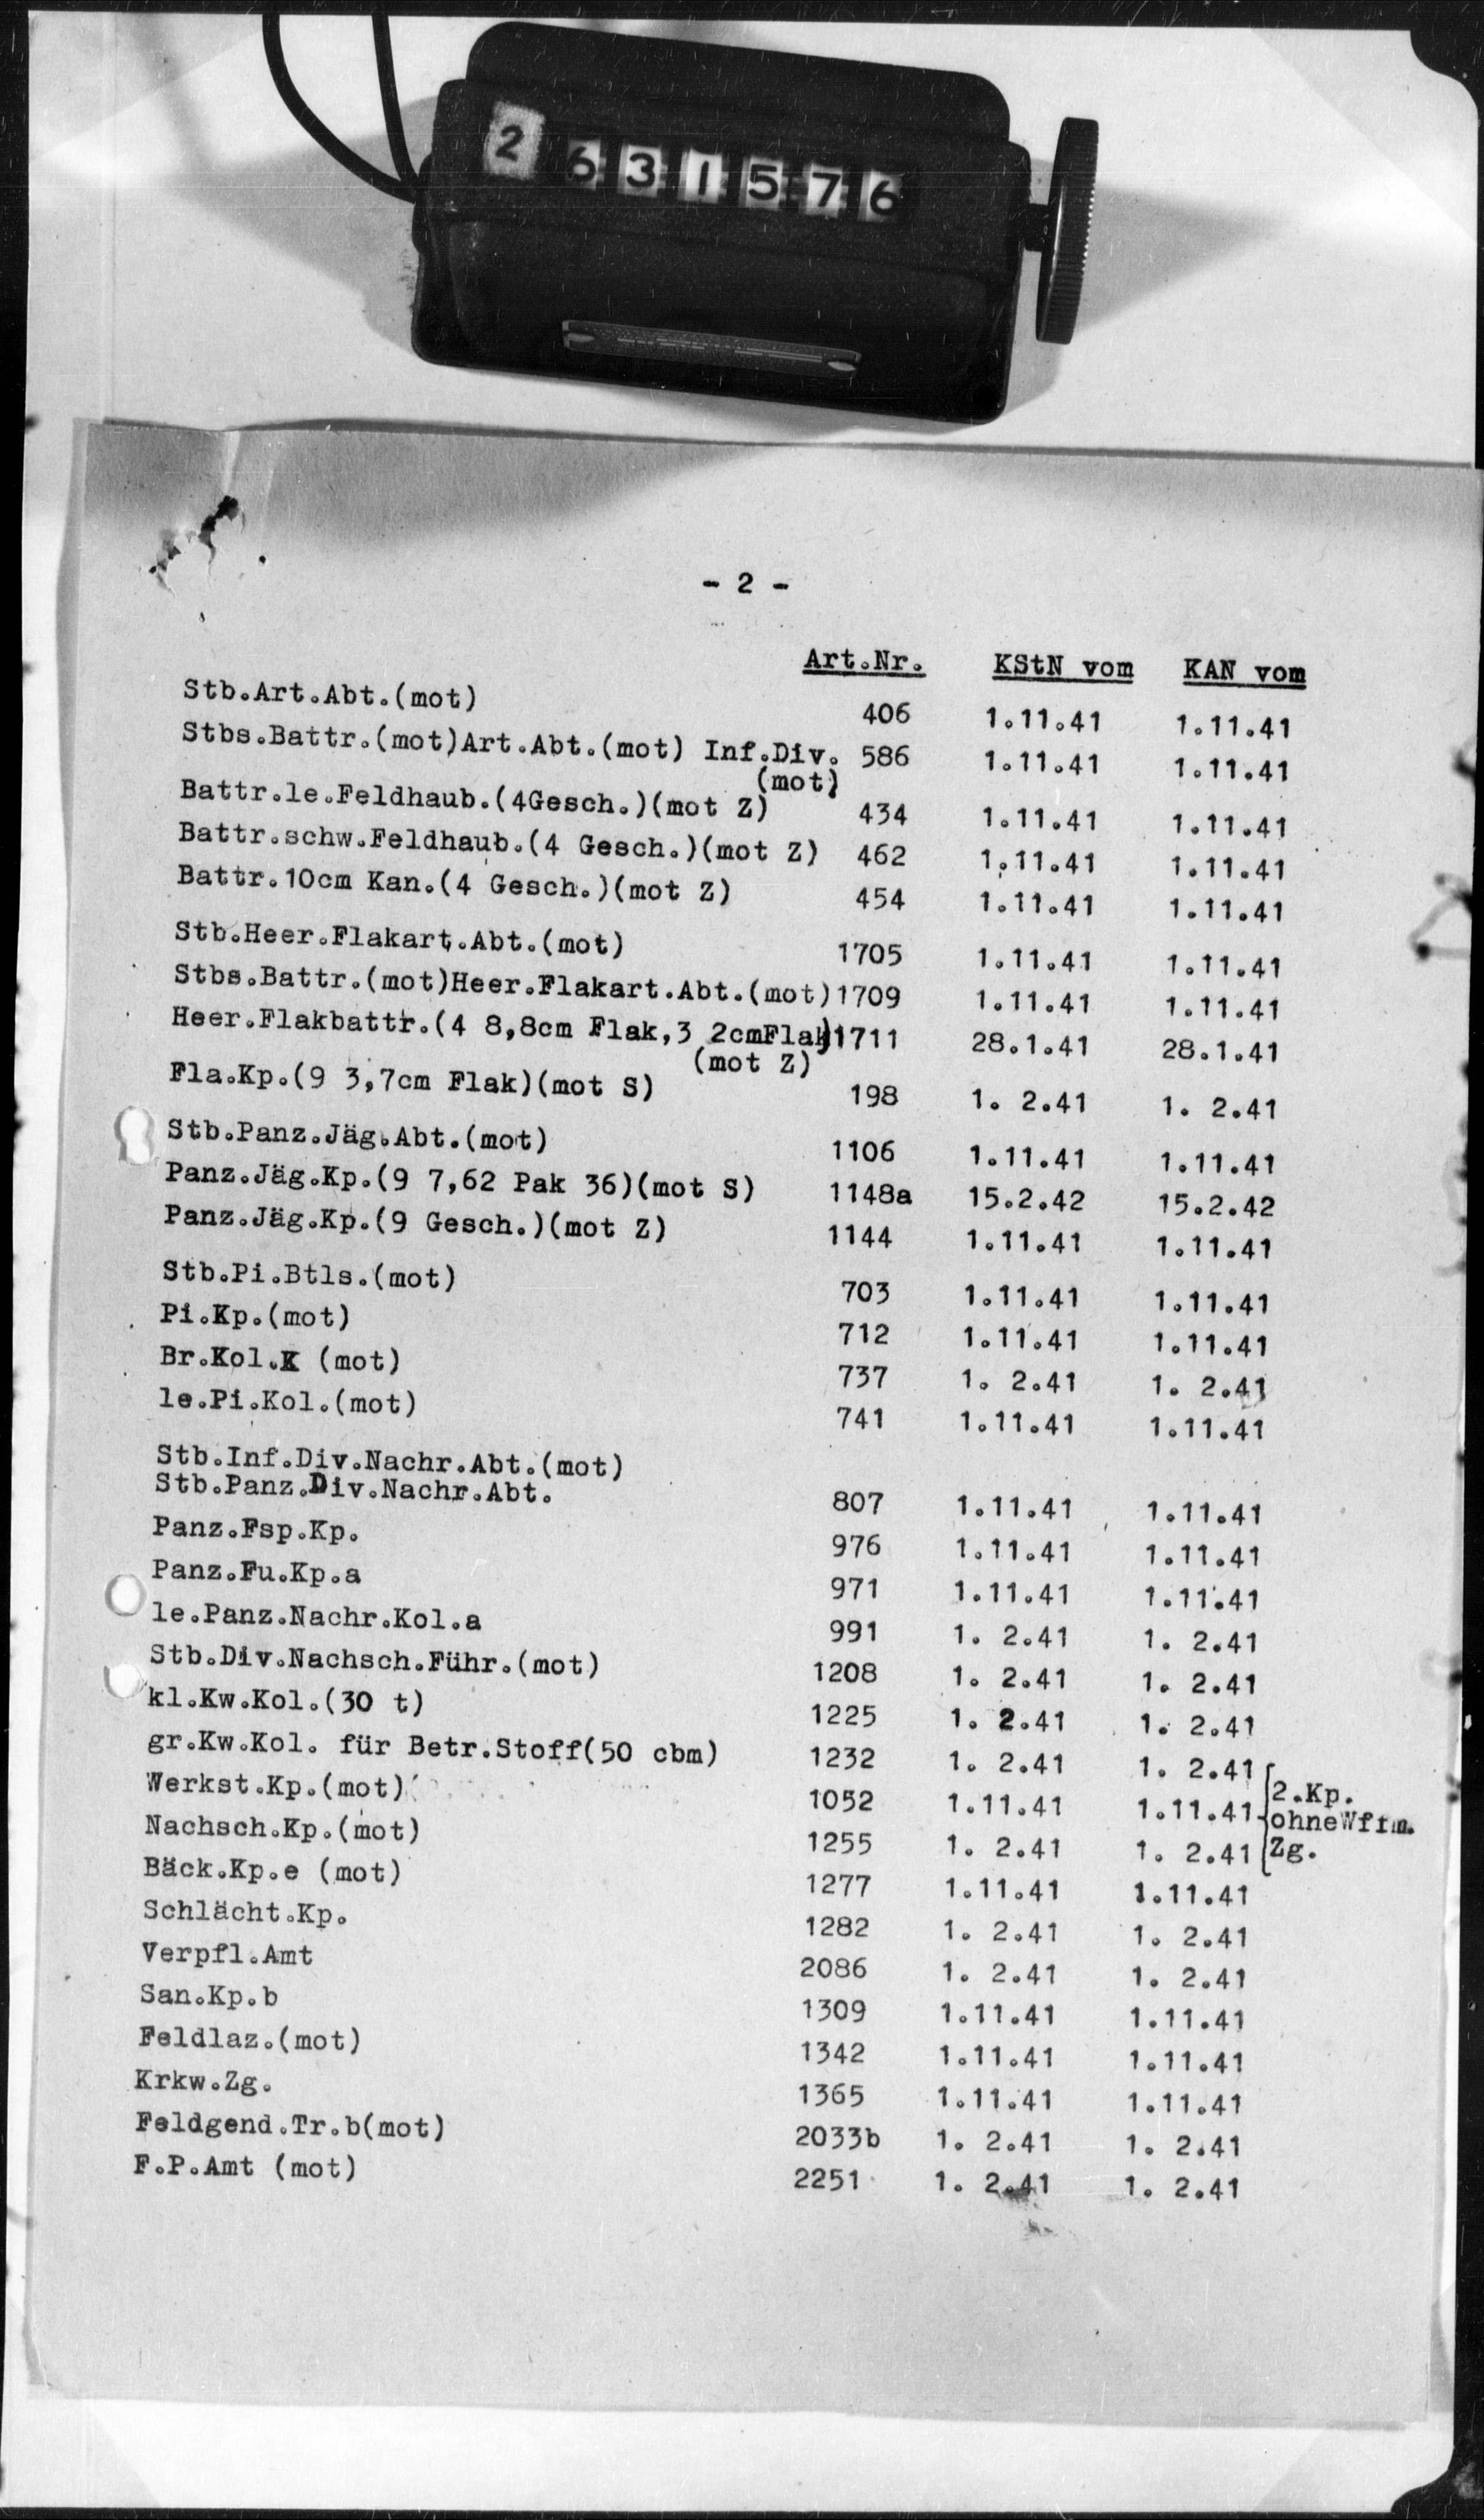 2631576
- 2 -
Art.Nr. KStN vom KAN vom
Stb.Art.Abt.(mot) 406 1.11.41 1.11.41
Stbs.Battr.(mot)Art.Abt.(mot) Inf.Div. 586 1.11.41 1.11.41
(mot)
Battr.le.Feldhaub.(4Gesch.)(mot Z) 434 1.11.41 1.11.41
Battr.schw.Feldhaub.(4 Gesch.)(mot Z) 462 1.11.41 1.11.41
Battr.10cm Kan.(4 Gesch.)(mot Z) 454 1.11.41 1.11.41
Stb.Heer.Flakart.Abt.(mot) 1705 1.11.41 1.11.41
Stbs.Battr.(mot)Heer.Flakart.Abt.(mot)1709 1.11.41 1.11.41
Heer.Flakbattr.(4 8,8cm Flak,3 2cmFlak)1711 28.1.41 28.1.41
(mot Z)
Fla.Kp.(9 3,7cm Flak)(mot S) 198 1. 2.41 1. 2.41
Stb.Panz.Jäg.Abt.(mot) 1106 1.11.41 1.11.41
Panz.Jäg.Kp.(9 7,62 Pak 36)(mot S) 1148a 15.2.42 15.2.42
Panz.Jäg.Kp.(9 Gesch.)(mot Z) 1144 1.11.41 1.11.41
Stb.Pi.Btls.(mot) 703 1.11.41 1.11.41
Pi.Kp.(mot) 712 1.11.41 1.11.41
Br.Kol.K (mot) 737 1. 2.41 1. 2.41
le.Pi.Kol.(mot) 741 1.11.41 1.11.41
Stb.Inf.Div.Nachr.Abt.(mot)
Stb.Panz.Div.Nachr.Abt. 807 1.11.41 1.11.41
Panz.Fsp.Kp. 976 1.11.41 1.11.41
Panz.Fu.Kp.a 971 1.11.41 1.11.41
le.Panz.Nachr.Kol.a 991 1. 2.41 1. 2.41
Stb.Div.Nachsch.Führ.(mot) 1208 1. 2.41 1. 2.41
kl.Kw.Kol.(30 t) 1225 1. 2.41 1. 2.41
gr.Kw.Kol. für Betr.Stoff(50 cbm) 1232 1. 2.41 1. 2.41
2.Kp.
Werkst.Kp.(mot) 1052 1.11.41 1.11.41 ohneWffm.
Nachsch.Kp.(mot) 1255 1. 2.41 1. 2.41 Zg.
Bäck.Kp.e (mot) 1277 1.11.41 1.11.41
Schlächt.Kp. 1282 1. 2.41 1. 2.41
Verpfl.Amt 2086 1. 2.41 1. 2.41
San.Kp.b 1309 1.11.41 1.11.41
Feldlaz.(mot) 1342 1.11.41 1.11.41
Krkw.Zg. 1365 1.11.41 1.11.41
Feldgend.Tr.b(mot) 2033b 1. 2.41 1. 2.41
F.P.Amt (mot) 2251 1. 2.41 1. 2.41